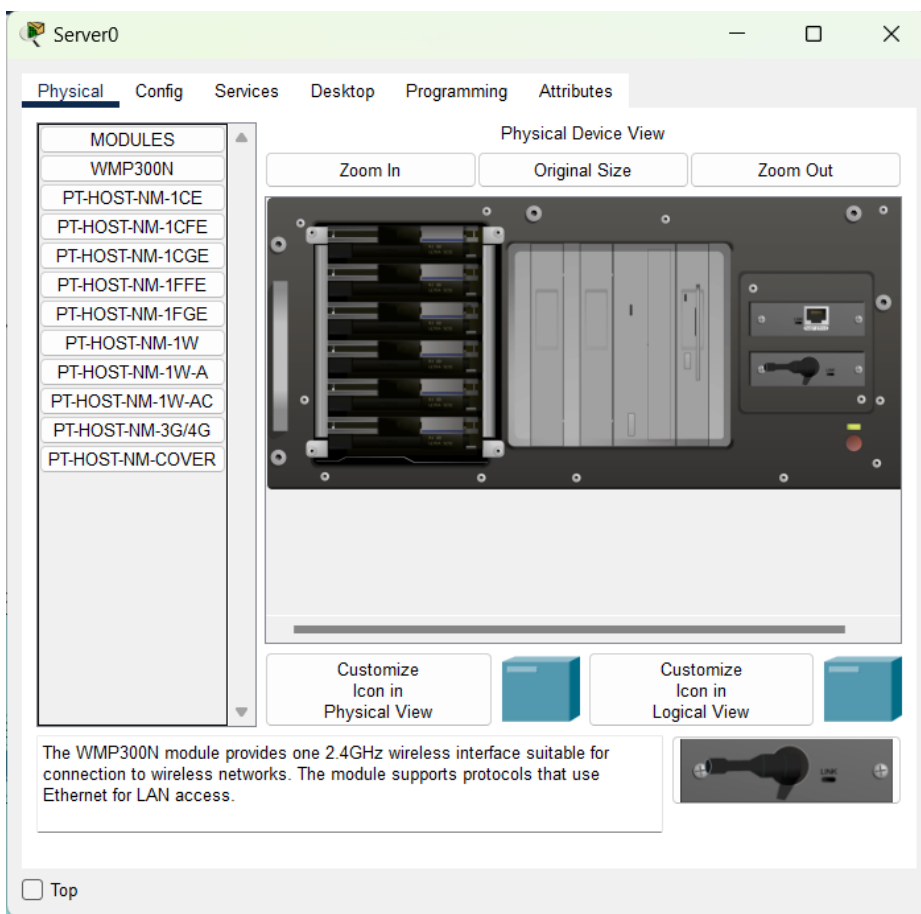 Server0
Physical Config Services Desktop Programming Attributes
MODULES
WMP300N
PT-HOST-NM-1CE
PT-HOST-NM-1CFE
PT-HOST-NM-1CGE
PT-HOST-NM-1FFE
PT-HOST-NM-1FGE
PT-HOST-NM-1W
PT-HOST-NM-1W-A
PT-HOST-NM-1W-AC
PT-HOST-NM-3G/4G
PT-HOST-NM-COVER
Physical Device View
Zoom In Original Size Zoom Out
Customize
Icon in
Physical View
Customize
Icon in
Logical View
The WMP300N module provides one 2.4GHz wireless interface suitable for
connection to wireless networks. The module supports protocols that use
Ethernet for LAN access.
LINK
Top